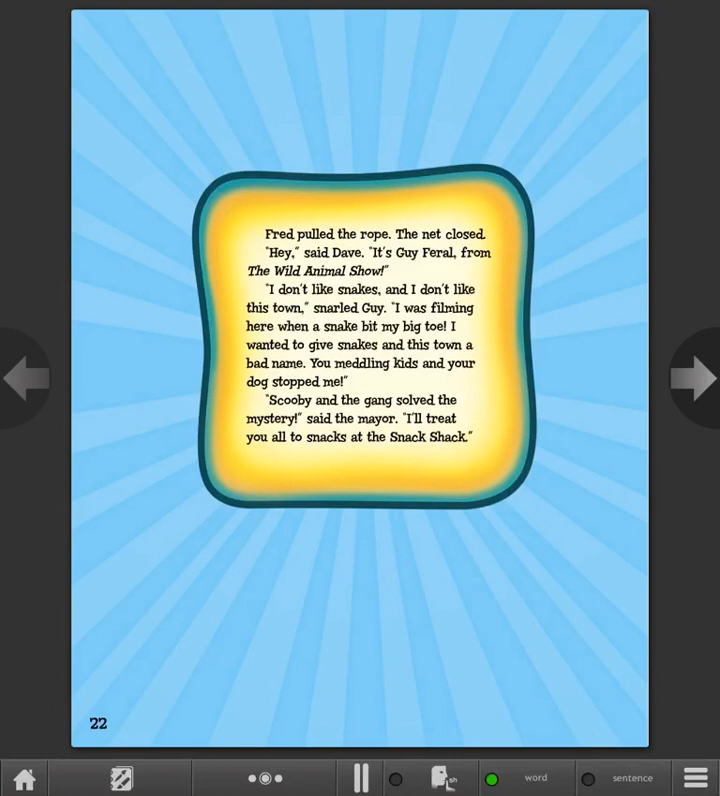 Fred pulled the rope. The net closed.
"Hey," said Dave. "It's Guy Feral, from
The Wild Animal Show!"
"I don't like snakes, and I don't like
this town," snarled Guy. "I was filming
here when a snake bit my big toe! I
wanted to give snakes and this town a
bad name. You meddling kids and your
dog stopped me!"
"Scooby and the gang solved the
mystery!" said the mayor. "I'll treat
you all to snacks at the Snack Shack."
22
sh
word
sentence